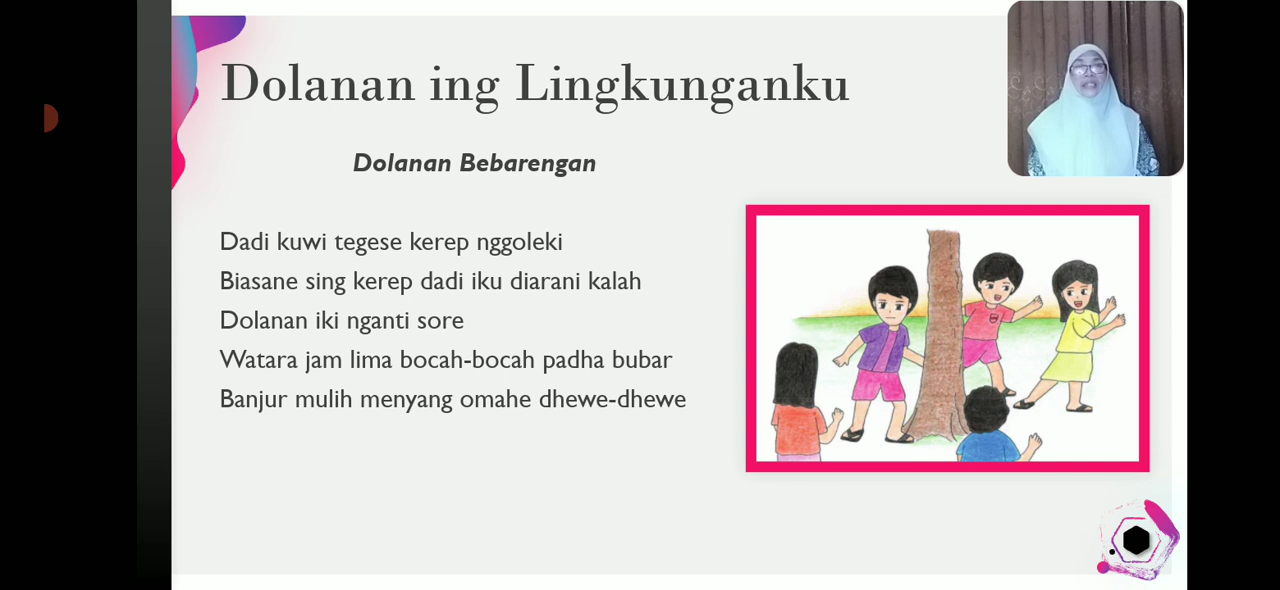 Dolanan ing Lingkunganku
Dolanan Bebarengan
Dadi kuwi tegese kerep nggoleki
Biasane sing kerep dadi iku diarani kalah
Dolanan iki nganti sore
Watara jam lima bocah-bocah padha bubar
Banjur mulih menyang omahe dhewe-dhewe